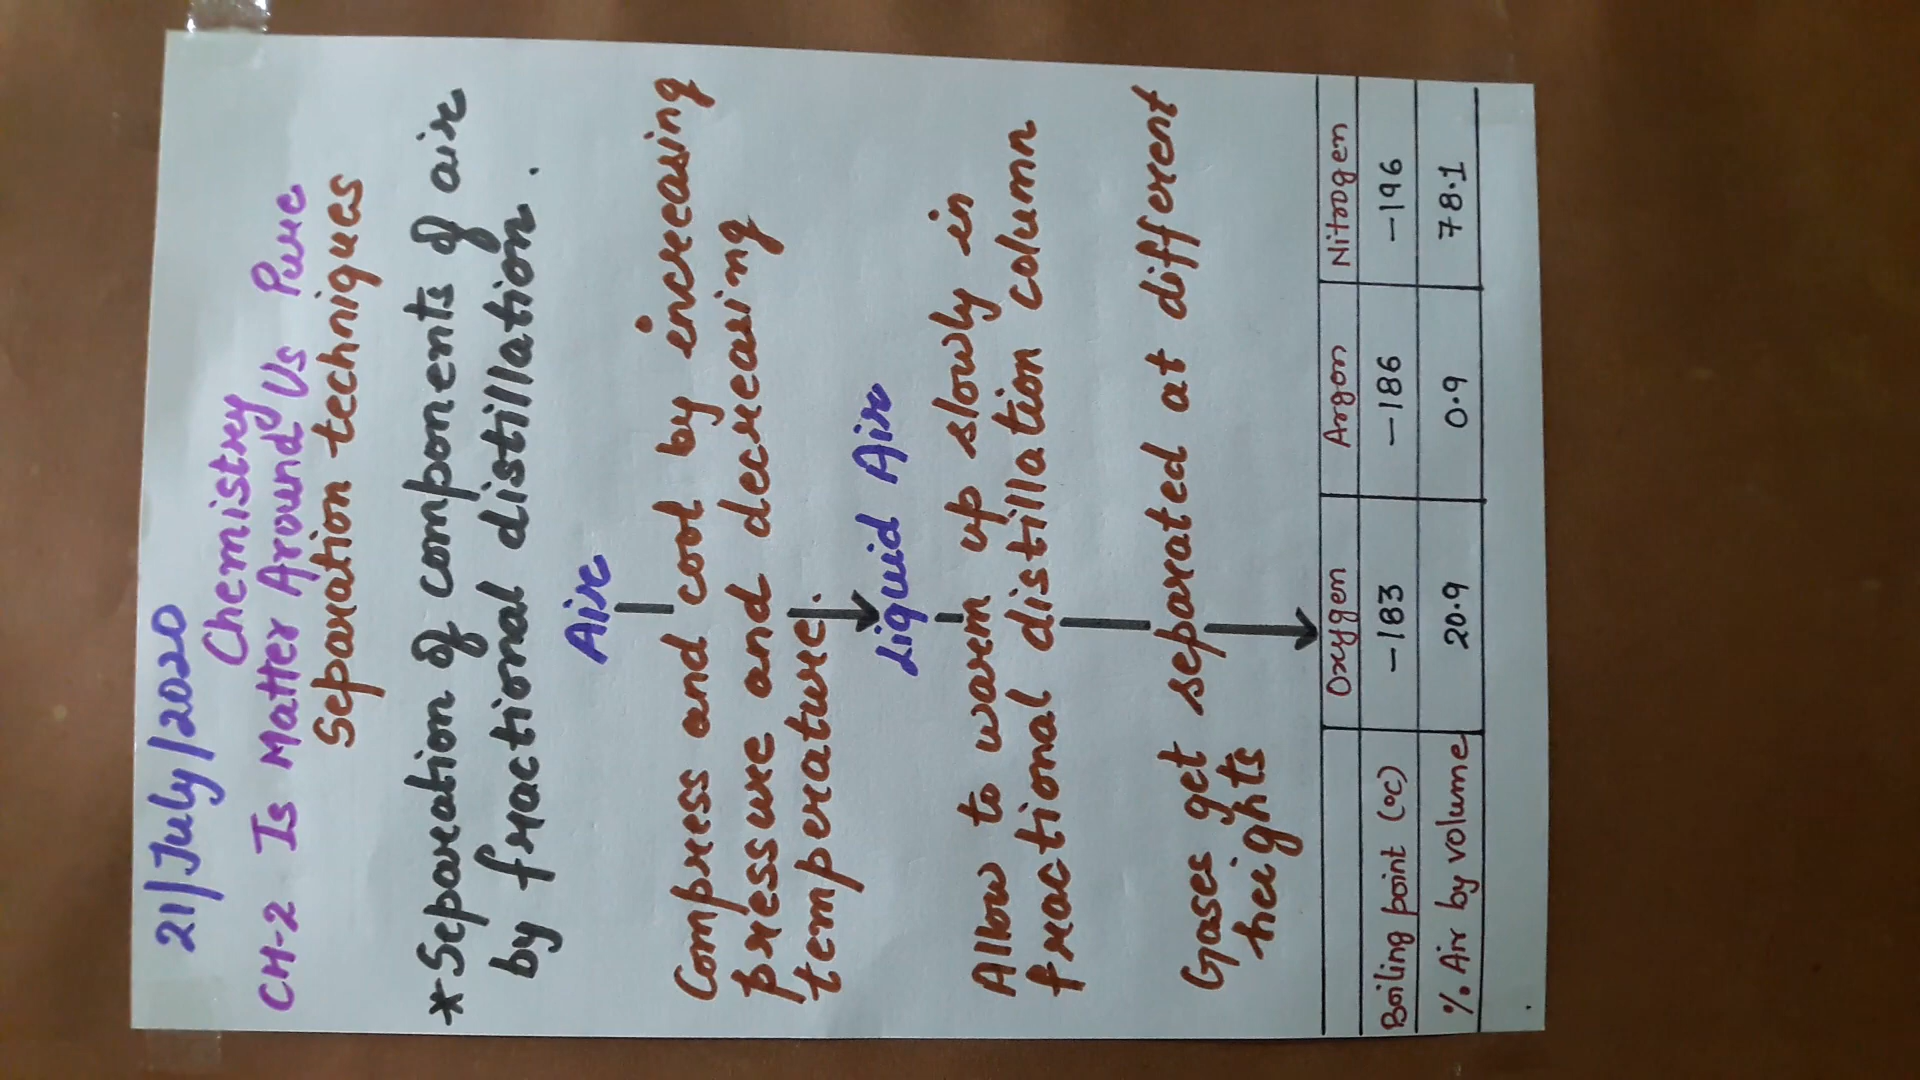 21/July/2020
Chemistry
CH-2 Is Matter Around Us Pure
Separation techniques
*Separation of components of air
by fractional distillation.
Air
Compress and cool by increasing
pressure and decreasing
temperature.
Liquid Air
Allow to warm up slowly in
fractional distillation column
Gases get separated at different
heights
Oxygen Argon Nitrogen
Boiling point (°C) -183 -186 -196
% Air by volume 20.9 0.9 78.1